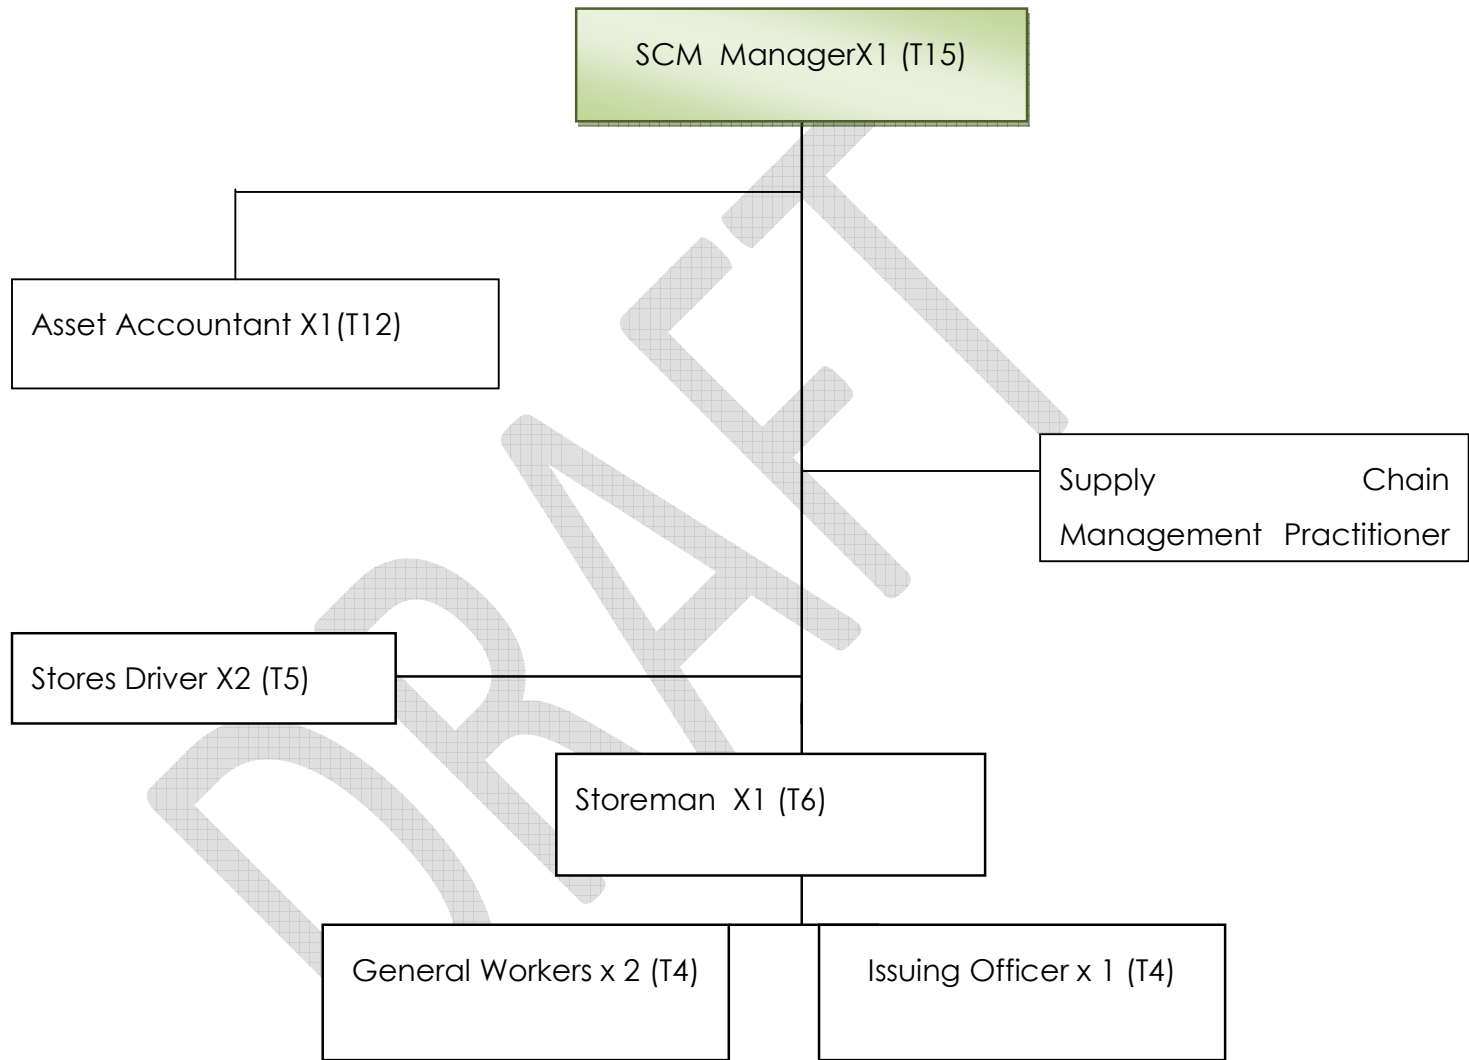 SCM ManagerX1 (T15)
Asset Accountant X1(T12)
Supply Chain
Management Practitioner
Stores Driver X2 (T5)
Storeman X1 (T6)
General Workers x 2 (T4)
Issuing Officer x 1 (T4)
DRAFT